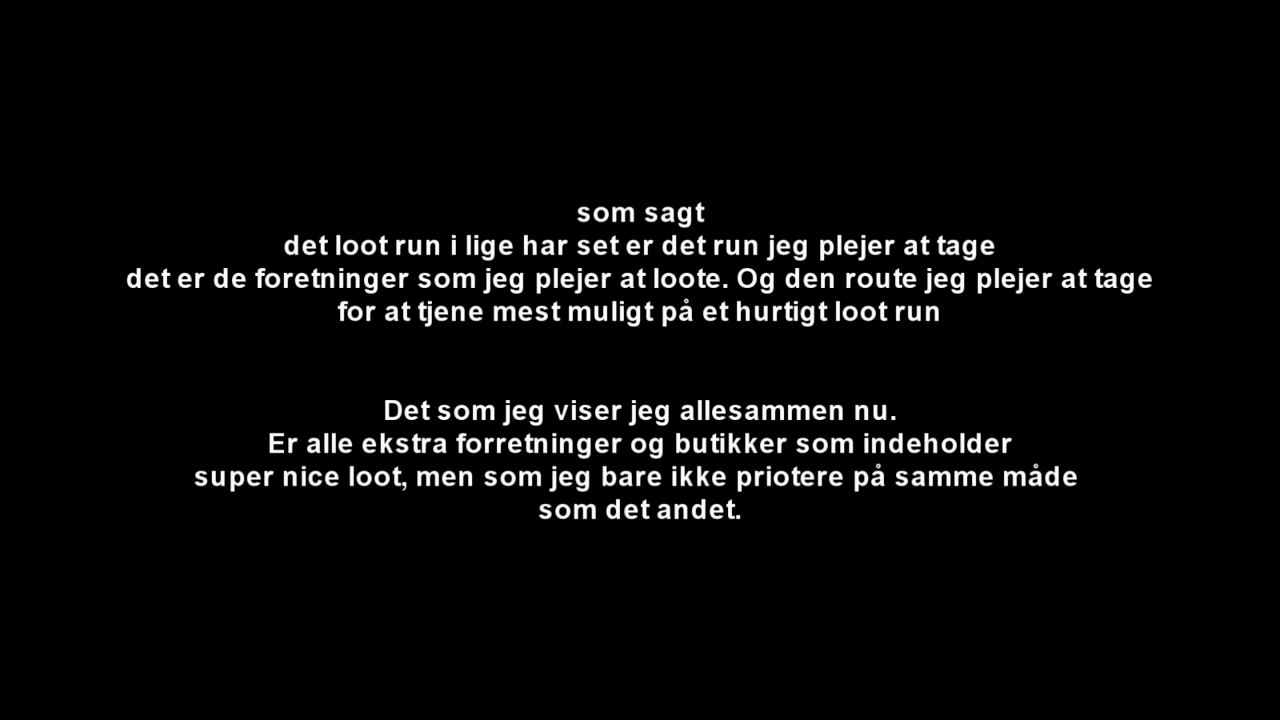 som sagt
det loot run i lige har set er det run jeg plejer at tage
det er de foretninger som jeg plejer at loote. Og den route jeg plejer at tage
for at tjene mest muligt på et hurtigt loot run
Det som jeg viser jeg allesammen nu.
Er alle ekstra forretninger og butikker som indeholder
super nice loot, men som jeg bare ikke priotere på samme måde
som det andet.